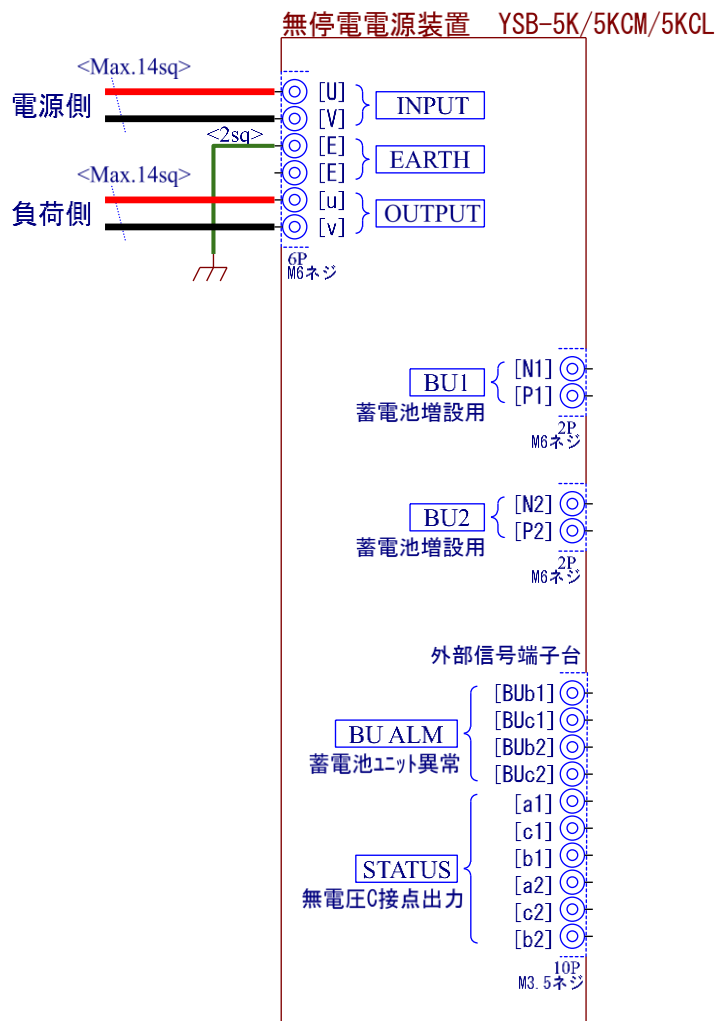 無停電電源装置 YSB-5K/5KCM/5KCL
<Max.14sq>
電源側
[U]
[V]
INPUT
<2sq>
[E]
[E]
EARTH
<Max.14sq>
負荷側
[u]
[v]
OUTPUT
6P
M6ネジ
[N1]
[P1]
BU1
蓄電池増設用
2P
M6ネジ
[N2]
[P2]
BU2
蓄電池増設用
2P
M6ネジ
外部信号端子台
[BUb1]
[BUc1]
BU ALM
[BUb2]
蓄電池ﾕﾆｯﾄ異常
[BUc2]
[a1]
[c1]
[b1]
STATUS
[a2]
無電圧C接点出力
[c2]
[b2]
10P
M3.5ネジ